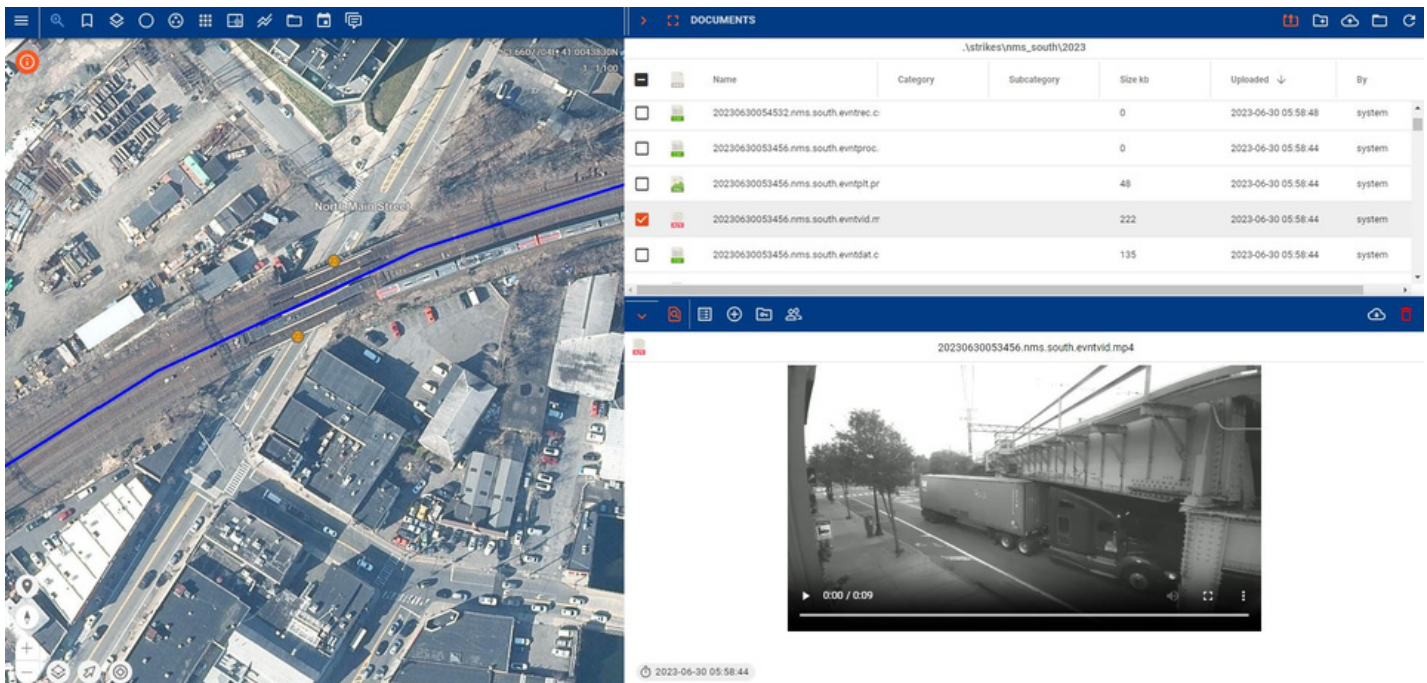 North Main Street
DOCUMENTS
.\strikes\nms_south\2023
Name Category Subcategory Size kb Uploaded By
20230630054532.nms.south.evntrec.c 0 2023-06-30 05:58:48 system
20230630053456.nms.south.evntproc. 0 2023-06-30 05:58:44 system
20230630053456.nms.south.evntplt.pr 48 2023-06-30 05:58:44 system
20230630053456.nms.south.evntvid.m 222 2023-06-30 05:58:44 system
20230630053456.nms.south.evntdat.c 135 2023-06-30 05:58:44 system
20230630053456.nms.south.evntvid.mp4
0:00 / 0:09
2023-06-30 05:58:44